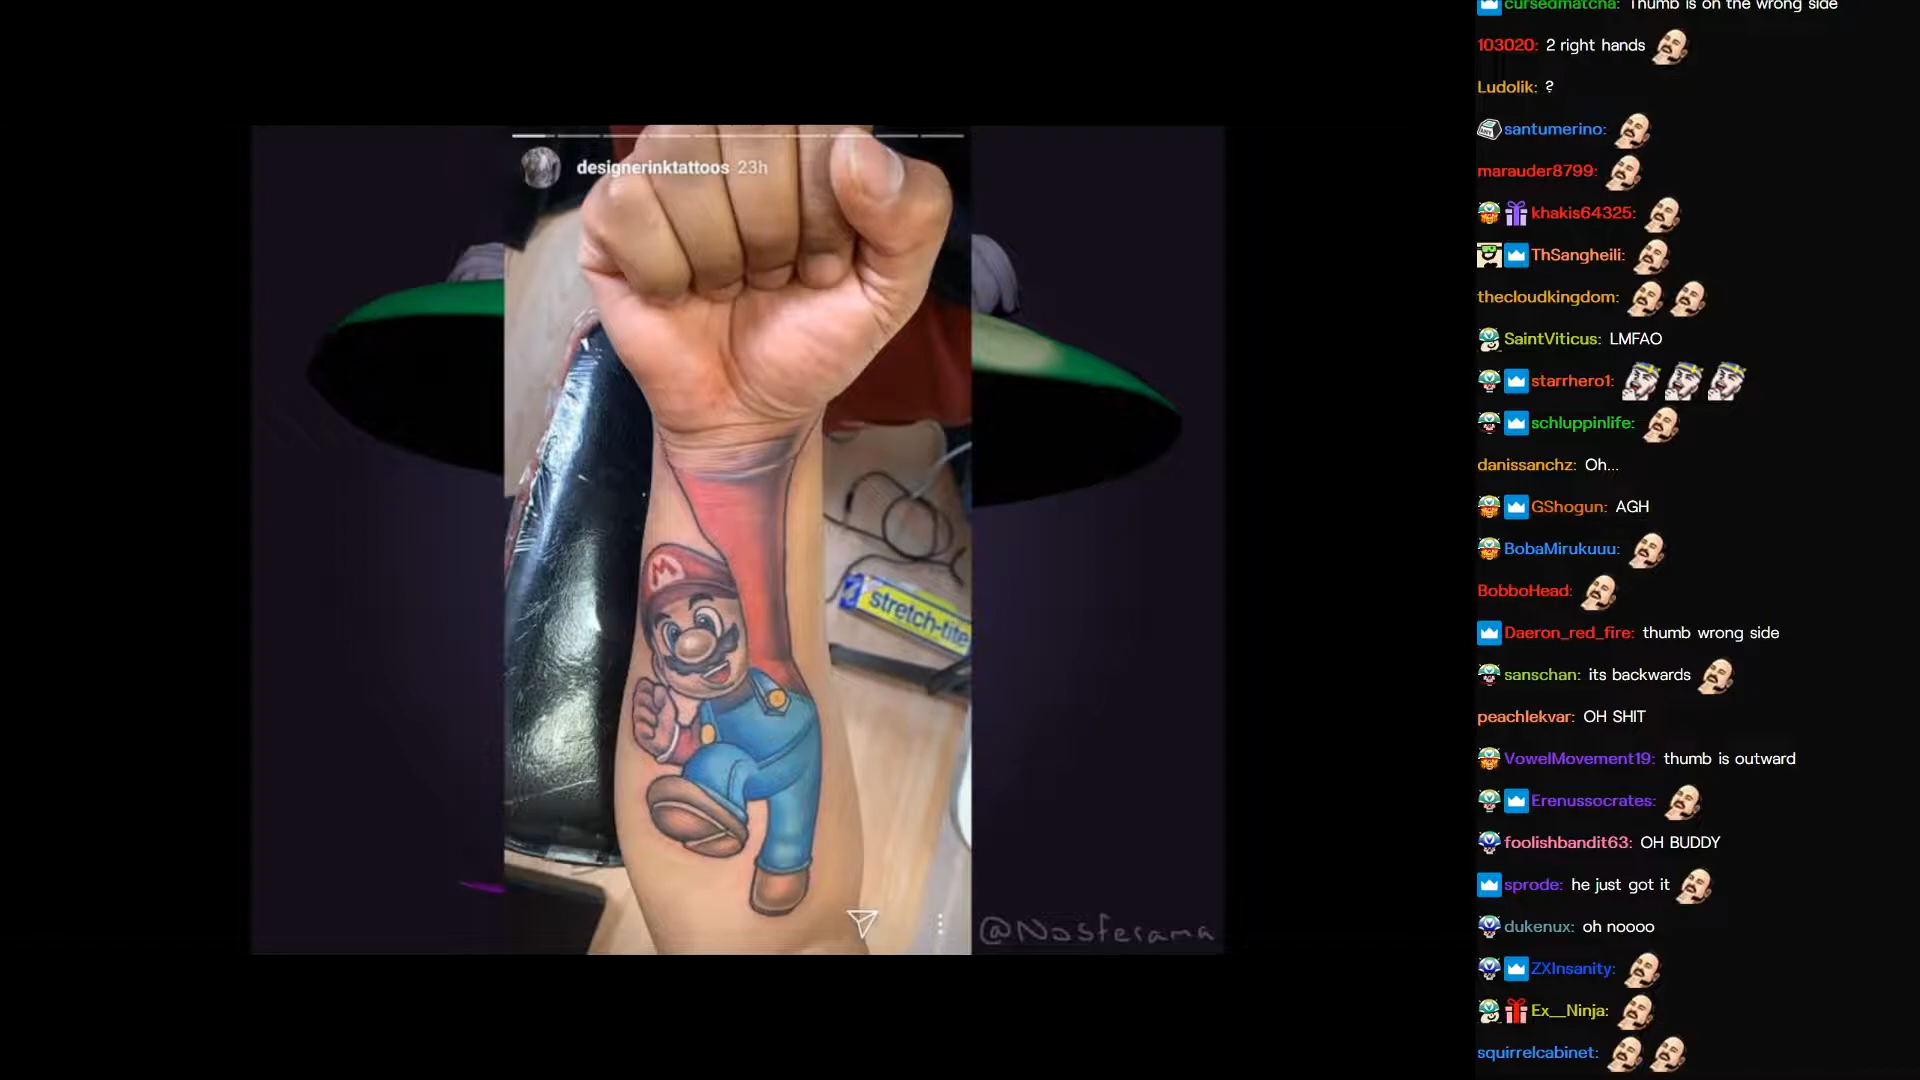 designerinktattoos 23h
M
stretch-tite
@Nosferama
cursedmatcha: Thumb is on the wrong side
103020: 2 right hands
Ludolik: ?
santumerino:
marauder8799:
khakis64325:
ThSangheili:
thecloudkingdom:
SaintViticus: LMFAO
starrhero1:
schluppinlife:
danissanchz: Oh...
GShogun: AGH
BobaMirukuuu:
BobboHead:
Daeron_red_fire: thumb wrong side
sanschan: its backwards
peachlekvar: OH SHIT
VowelMovement19: thumb is outward
Erenussocrates:
foolishbandit63: OH BUDDY
sprode: he just got it
dukenux: oh noooo
ZXInsanity:
Ex__Ninja:
squirrelcabinet: